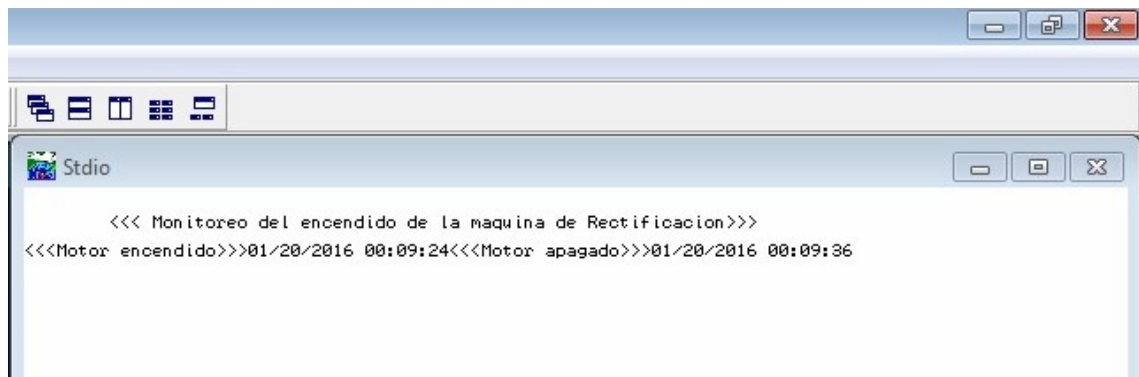 Stdio
<<< Monitoreo del encendido de la maquina de Rectificacion>>>
<<<Motor encendido>>>01/20/2016 00:09:24<<<Motor apagado>>>01/20/2016 00:09:36